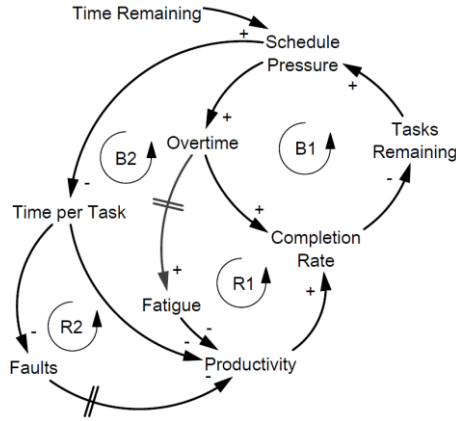 Time Remaining
+
Schedule
Pressure
+
+
B2
Overtime
B1
Tasks
Remaining
-
-
Time per Task
+
Completion
Rate
+
R1
+
Fatigue
-
-
R2
-
Faults
-
Productivity